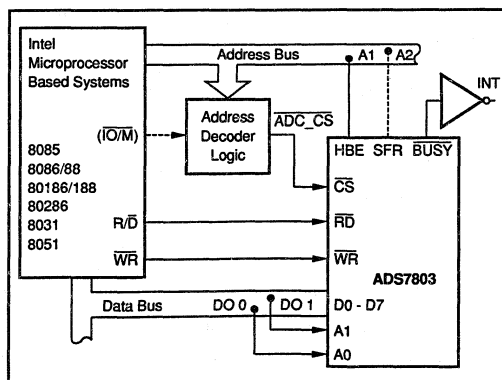 Intel
Microprocessor
Based Systems
(IO/M)
8085
8086/88
80186/188
80286
8031
8051
R/D
WR
Address Bus
A1
A2
INT
Address
Decoder
Logic
ADC_CS
HBE SFR BUSY
CS
RD
WR
ADS7803
D0 - D7
A1
A0
Data Bus
DO 0
DO 1